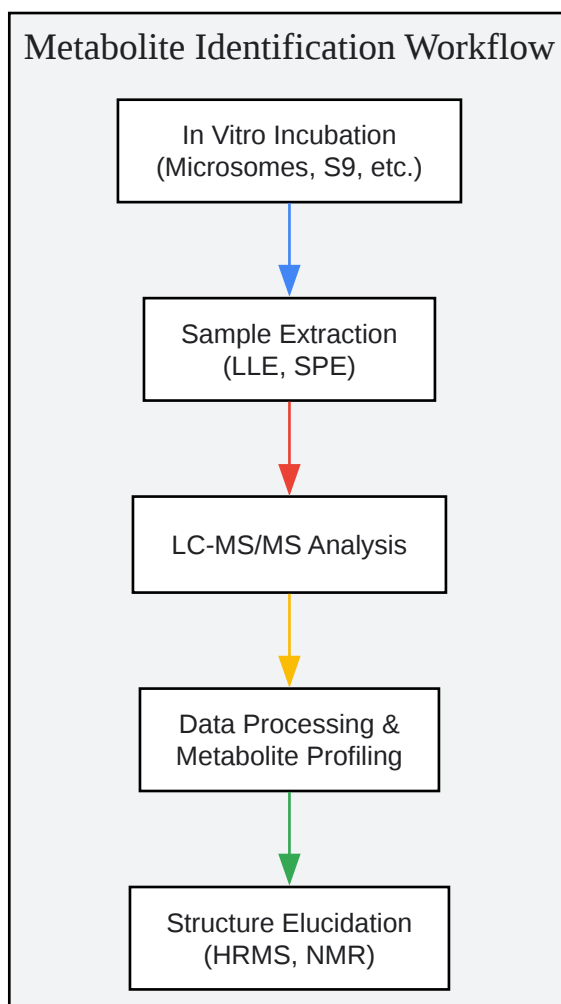 Metabolite Identification Workflow
In Vitro Incubation
(Microsomes, S9, etc.)
Sample Extraction
(LLE, SPE)
LC-MS/MS Analysis
Data Processing &
Metabolite Profiling
Structure Elucidation
(HRMS, NMR)